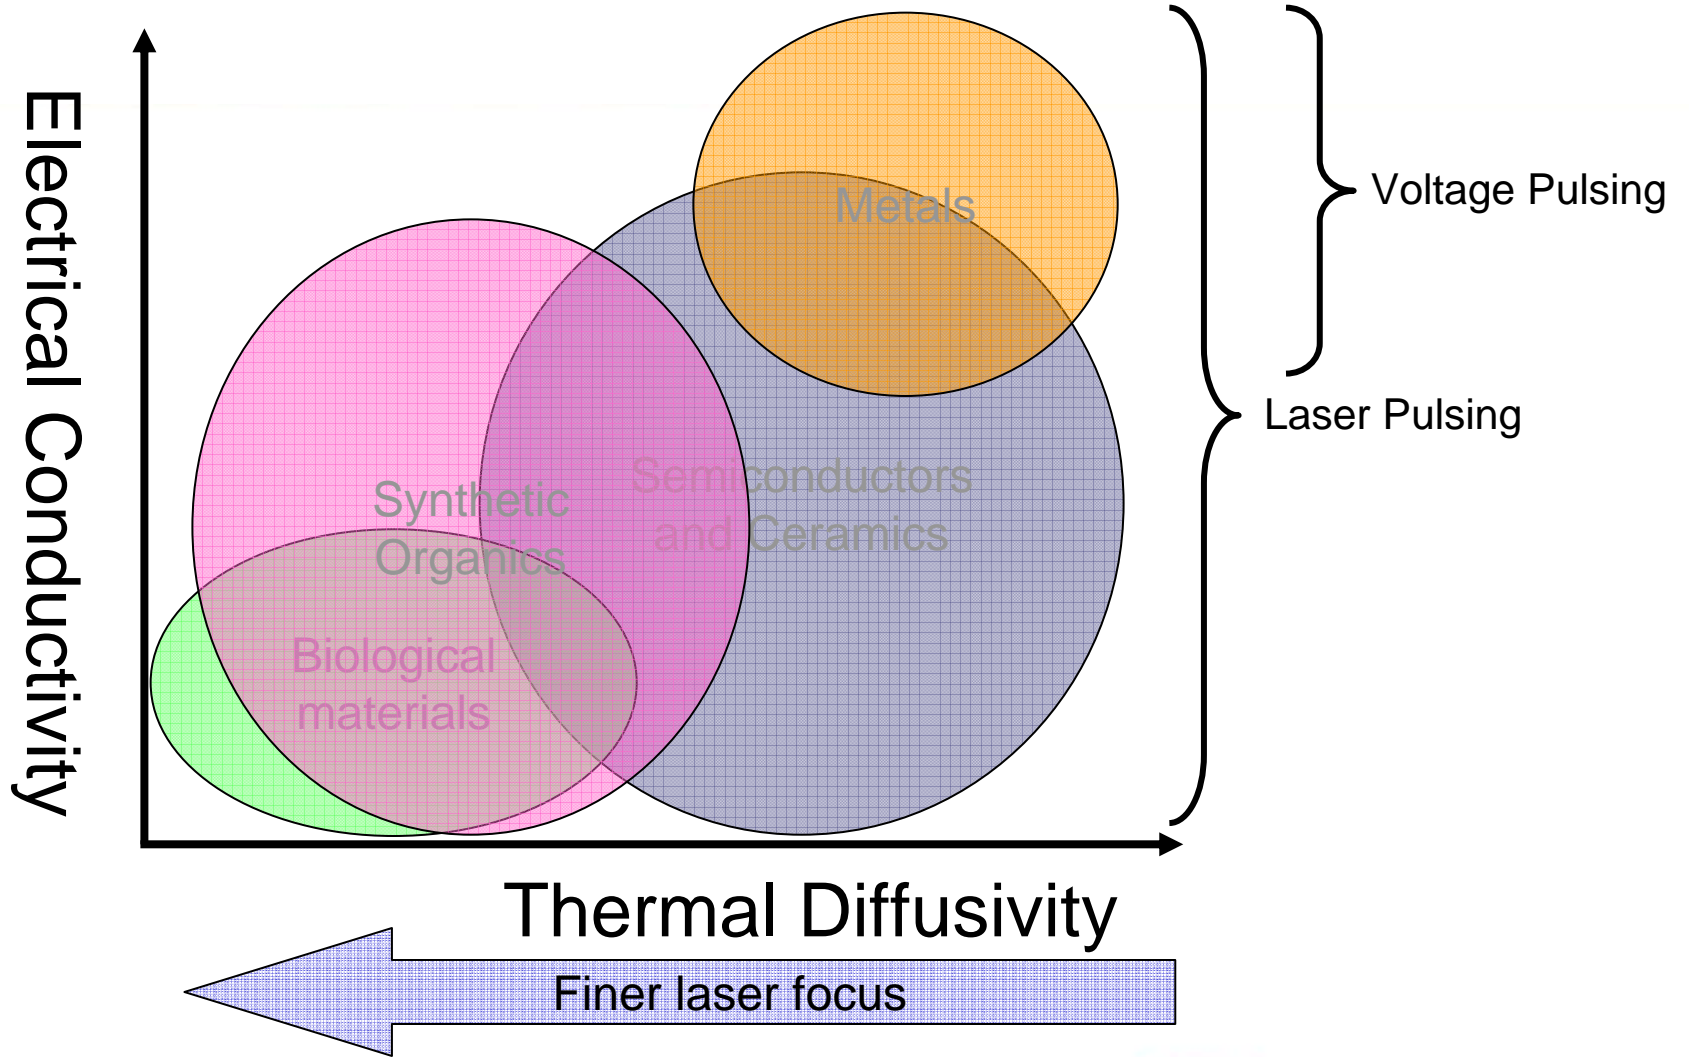 Electrical Conductivity
Metals
Voltage Pulsing
Laser Pulsing
Semiconductors
and Ceramics
Synthetic
Organics
Biological
materials
Thermal Diffusivity
Finer laser focus